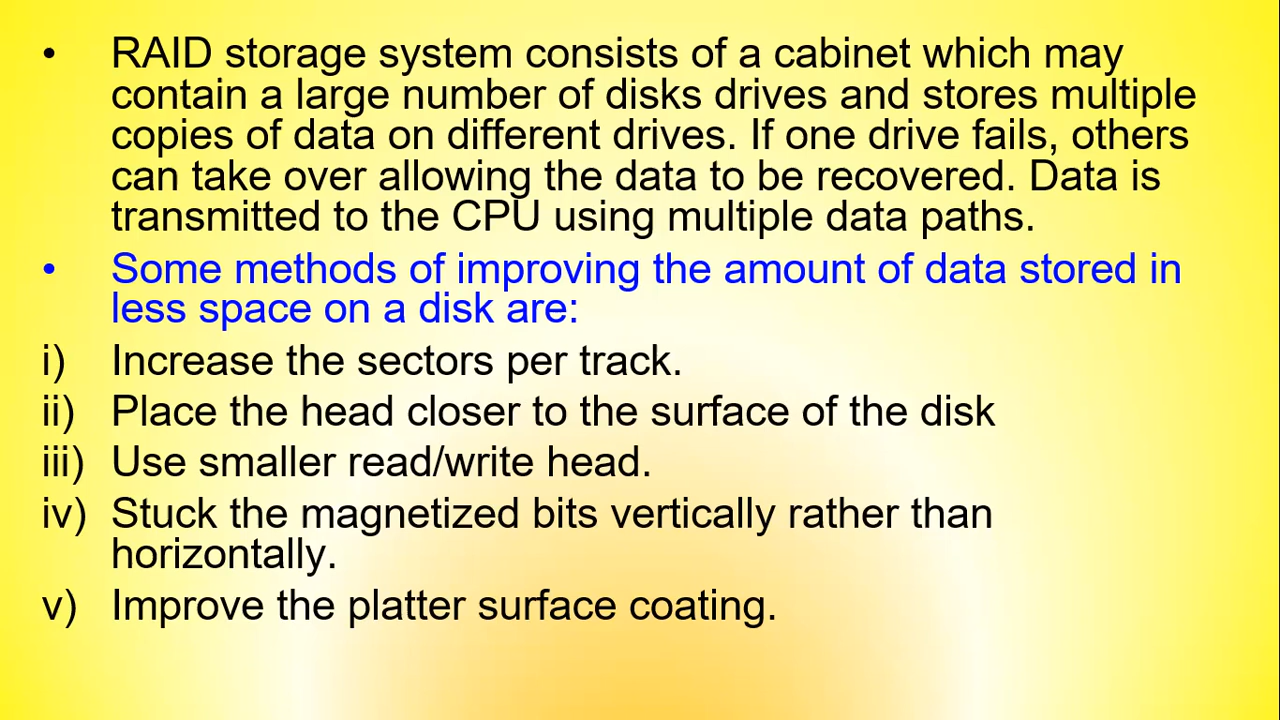 • RAID storage system consists of a cabinet which may
contain a large number of disks drives and stores multiple
copies of data on different drives. If one drive fails, others
can take over allowing the data to be recovered. Data is
transmitted to the CPU using multiple data paths.
• Some methods of improving the amount of data stored in
less space on a disk are:
i) Increase the sectors per track.
ii) Place the head closer to the surface of the disk
iii) Use smaller read/write head.
iv) Stuck the magnetized bits vertically rather than
horizontally.
v) Improve the platter surface coating.